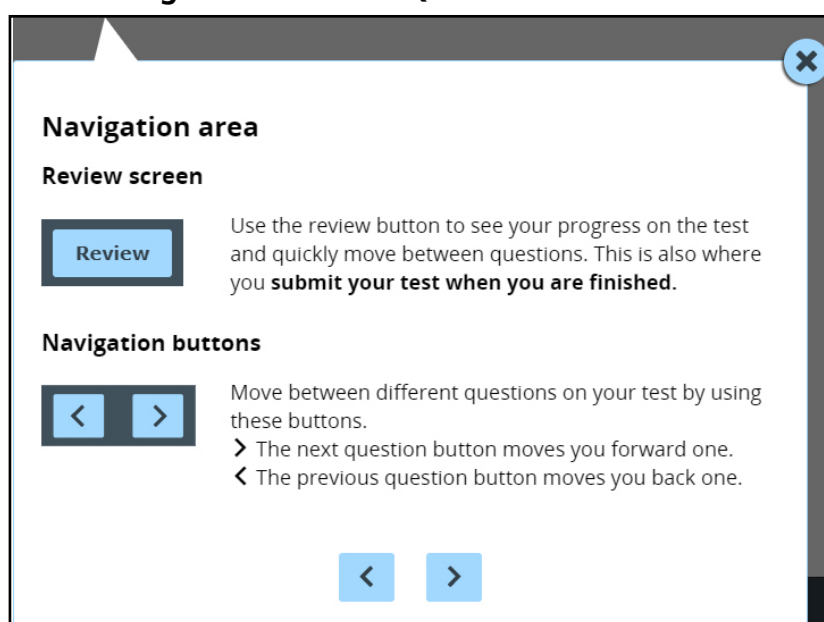 Navigation area
Review screen
Review
Use the review button to see your progress on the test
and quickly move between questions. This is also where
you submit your test when you are finished.
Navigation buttons
Move between different questions on your test by using
these buttons.
> The next question button moves you forward one.
< The previous question button moves you back one.